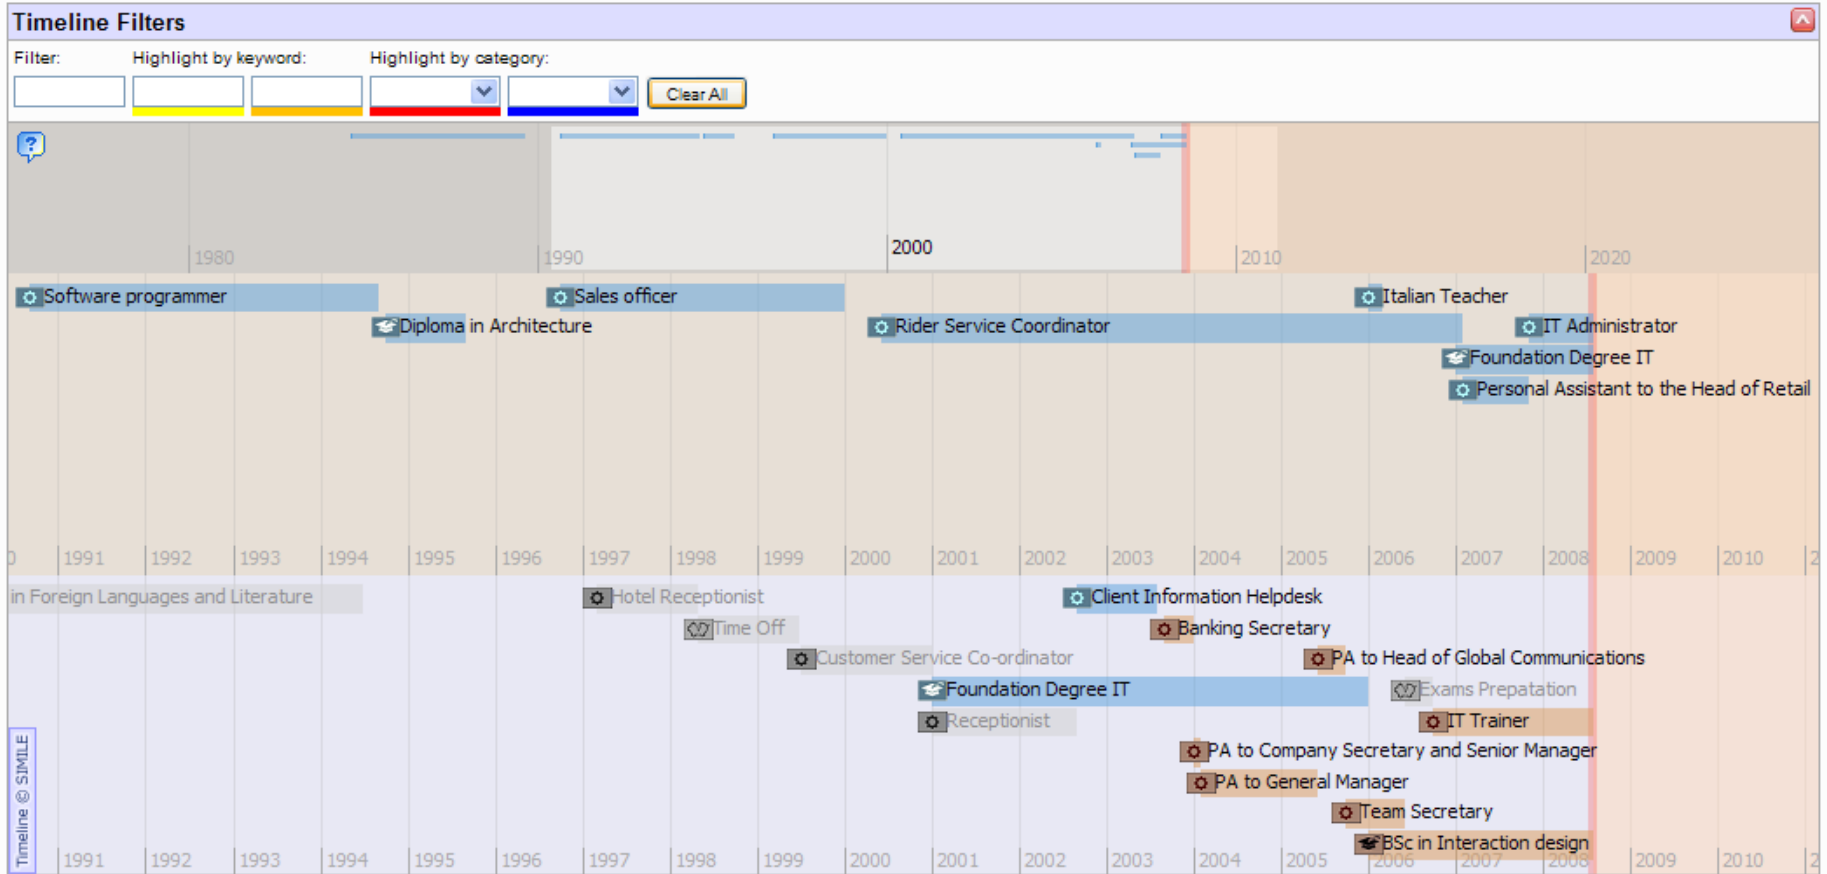 Timeline Filters
Filter: Highlight by keyword: Highlight by category:
Clear All
?
1980 1990 2000 2010 2020
Software programmer Sales officer Italian Teacher
Diploma in Architecture Rider Service Coordinator IT Administrator
Foundation Degree IT
Personal Assistant to the Head of Retail
0 1991 1992 1993 1994 1995 1996 1997 1998 1999 2000 2001 2002 2003 2004 2005 2006 2007 2008 2009 2010 2
in Foreign Languages and Literature Hotel Receptionist Client Information Helpdesk
Time Off Banking Secretary
Customer Service Co-ordinator PA to Head of Global Communications
Foundation Degree IT Exams Prepatation
Receptionist IT Trainer
PA to Company Secretary and Senior Manager
PA to General Manager
Team Secretary
BSc in Interaction design
1991 1992 1993 1994 1995 1996 1997 1998 1999 2000 2001 2002 2003 2004 2005 2006 2007 2008 2009 2010 2
Timeline © SIMILE